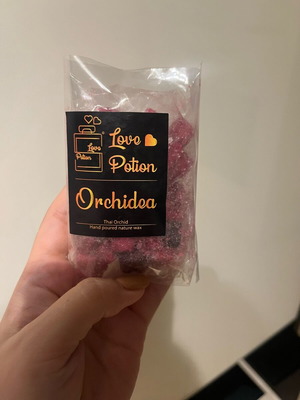 Love
Potion
Love
Potion
Orchidea
Thai Orchid
Hand poured nature wax